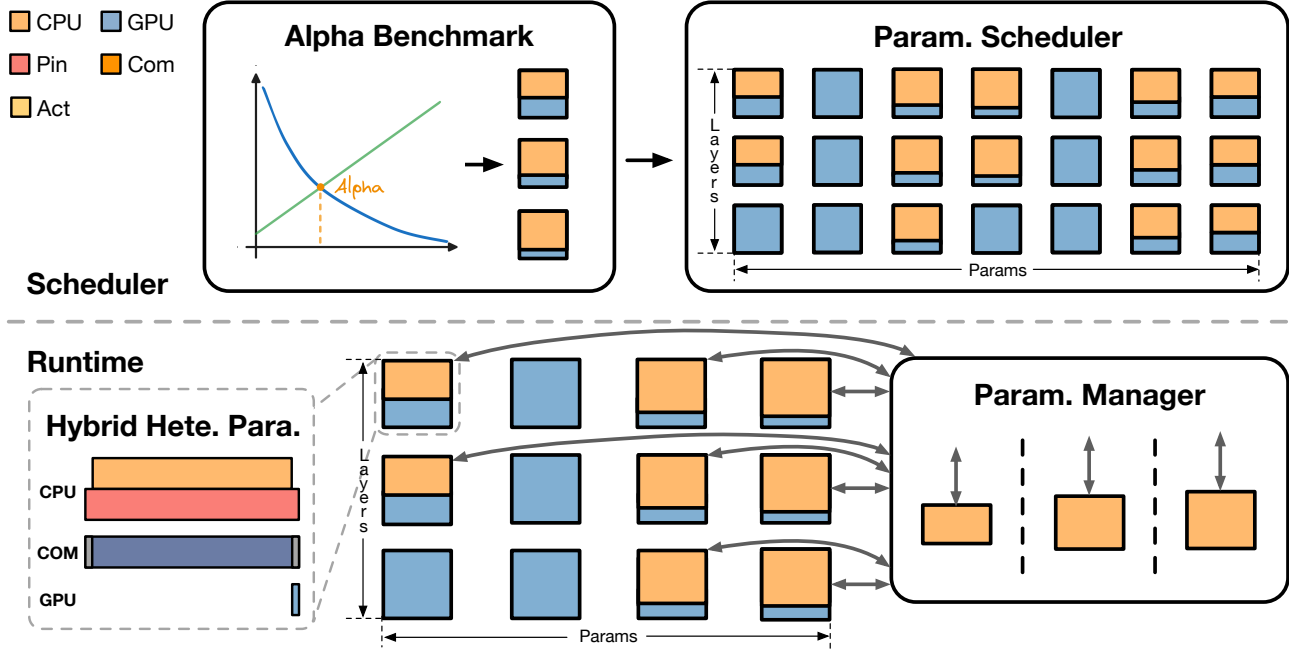 CPU GPU
Pin Com
Act
Alpha Benchmark
Alpha
Param. Scheduler
Layers
Params
Scheduler
Runtime
Hybrid Hete. Para.
CPU
COM
GPU
Layers
Params
Param. Manager